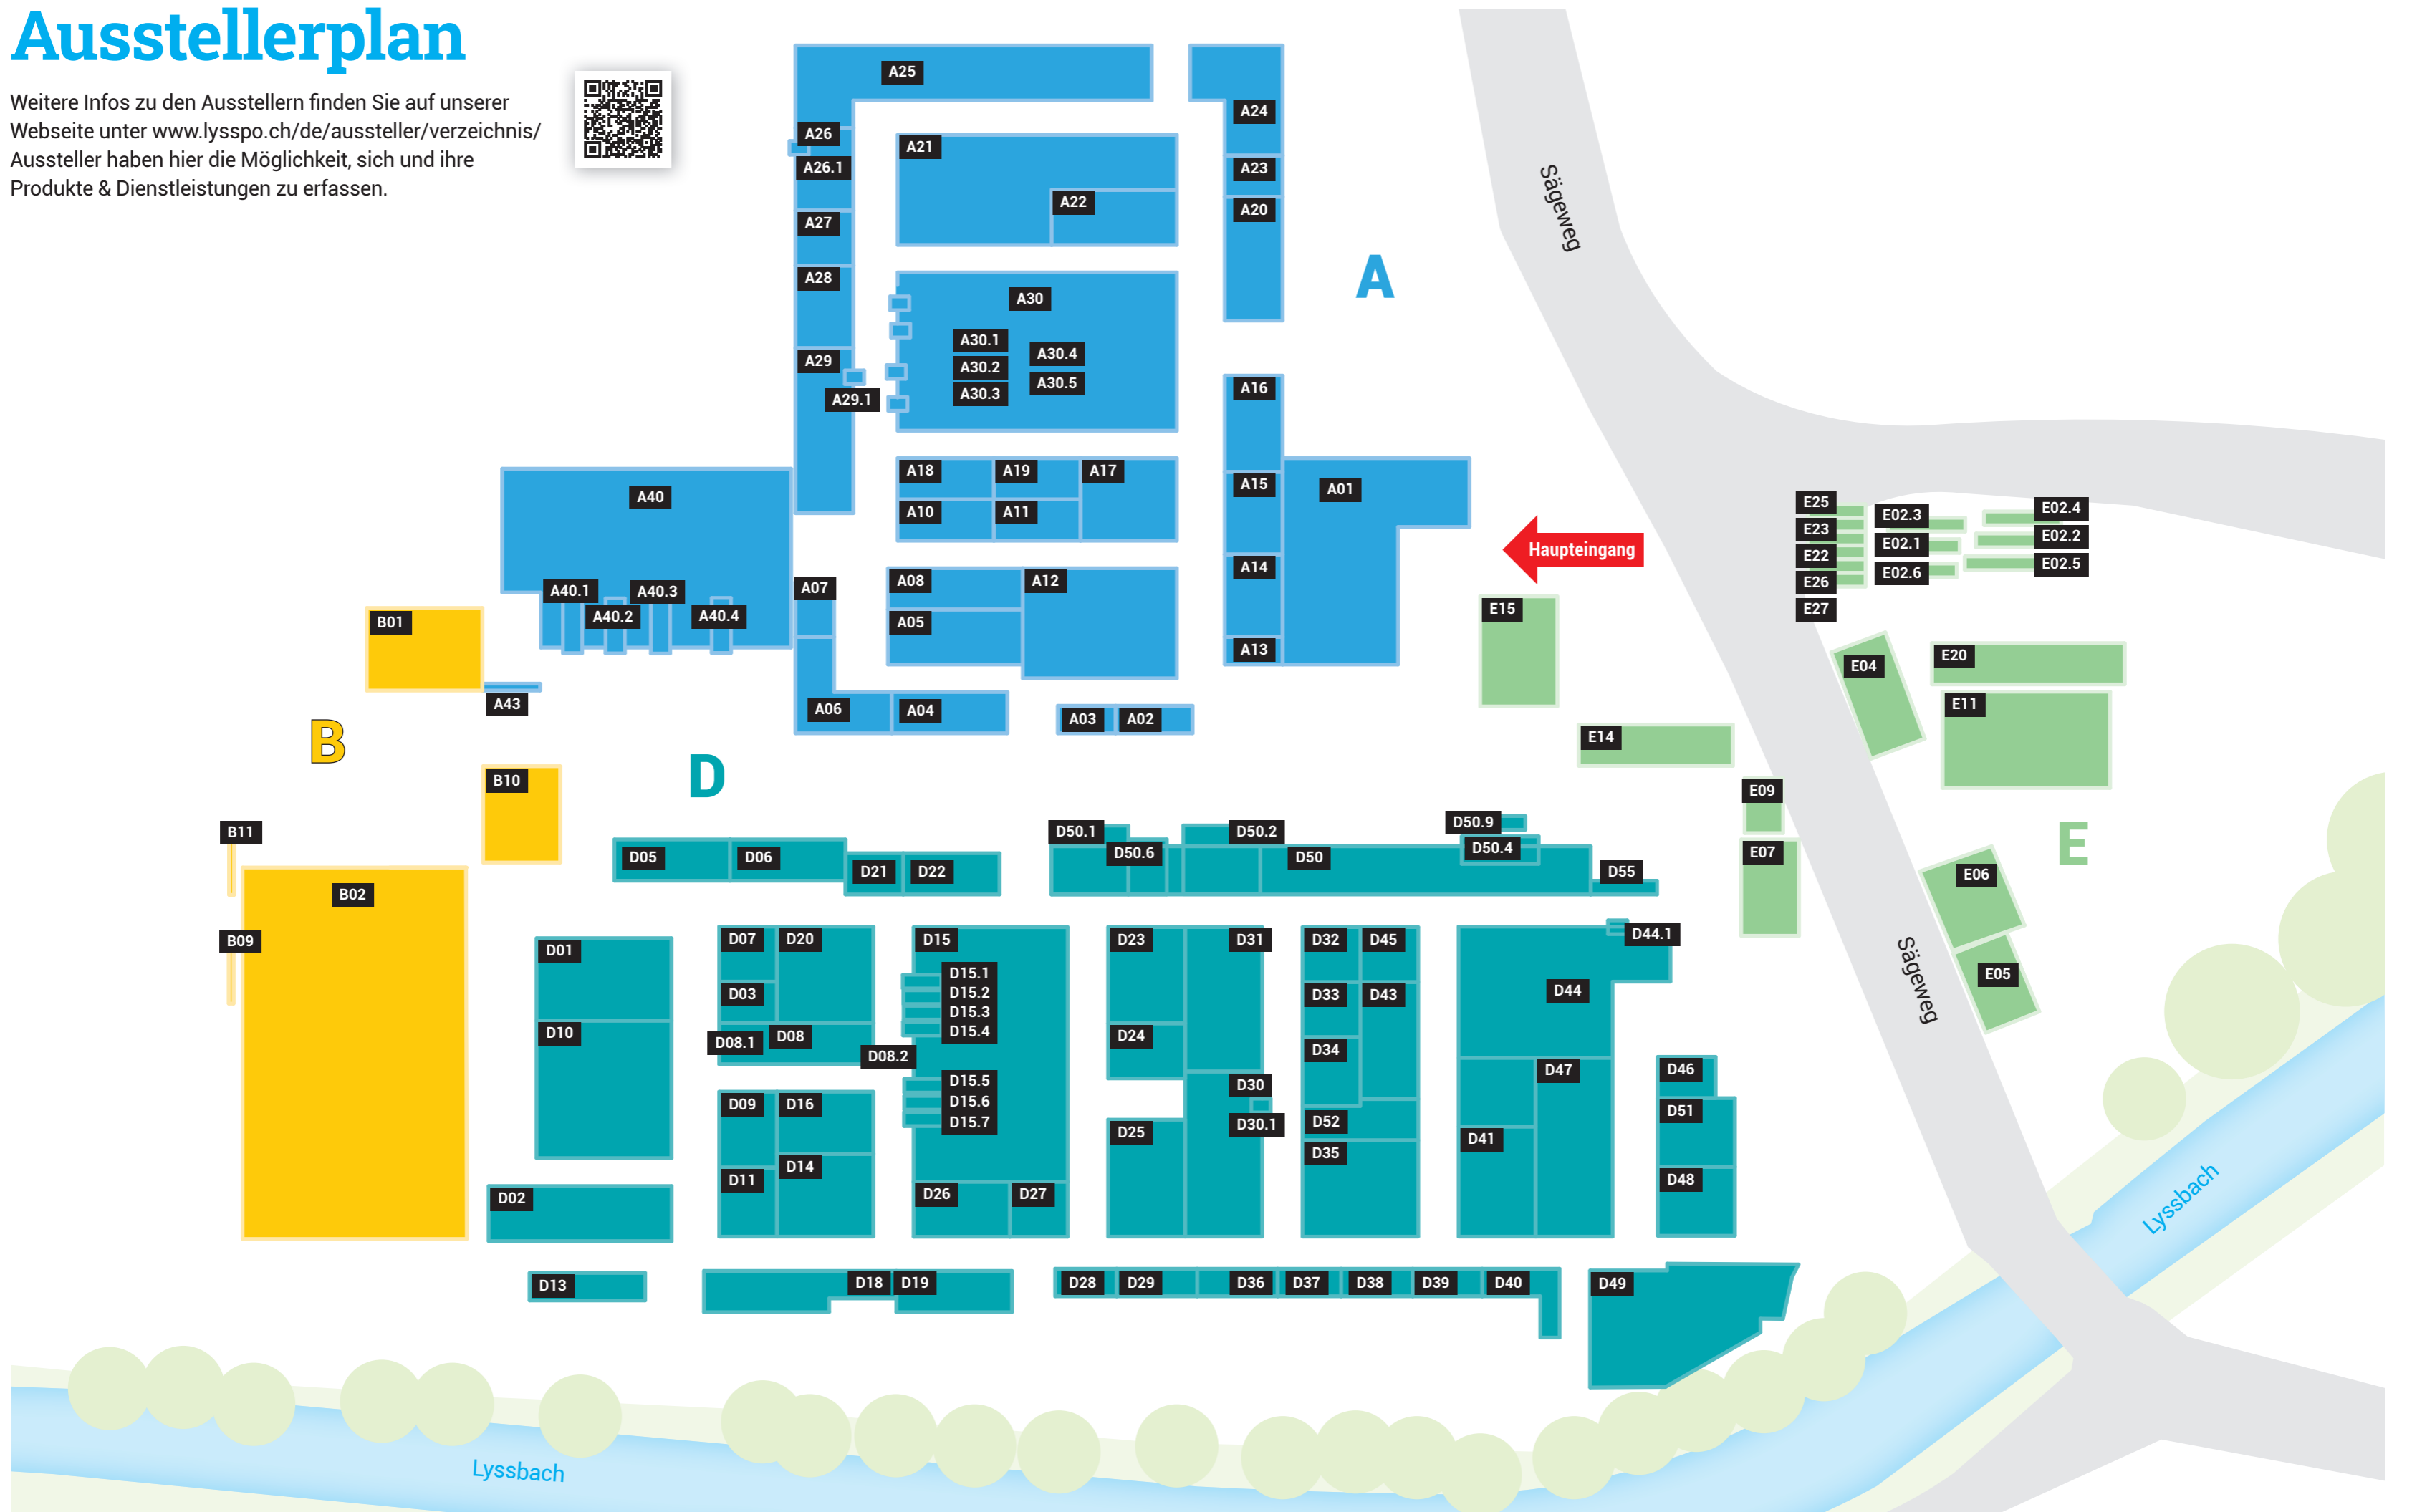 Ausstellerplan
Weitere Infos zu den Ausstellern finden Sie auf unserer
Webseite unter www.lysspo.ch/de/aussteller/verzeichnis/
Aussteller haben hier die Möglichkeit, sich und ihre
Produkte & Dienstleistungen zu erfassen.
A25
A24
A26
A26.1
A21
A23
A22
A20
A27
A28
A
Sägeweg
A30
A30.1
A30.4
A30.2
A30.5
A30.3
A29
A29.1
A16
A18
A19
A17
A15
A01
A10
A11
A40
Haupteingang
A14
A08
A12
A07
A40.1
A40.3
A40.2
A40.4
A05
A13
B01
A43
A06
A04
A03
A02
E25
E23
E22
E26
E27
E02.3
E02.1
E02.6
E02.4
E02.2
E02.5
E15
E04
E20
E11
E14
E09
E07
E
E06
E05
Sägeweg
B
B10
B11
B02
B09
D
D05
D06
D21
D22
D50.1
D50.6
D50.2
D50
D50.9
D50.4
D55
D01
D10
D02
D13
D07
D20
D03
D08.1
D08
D08.2
D09
D16
D11
D14
D15
D15.1
D15.2
D15.3
D15.4
D15.5
D15.6
D15.7
D26
D27
D23
D31
D24
D30
D30.1
D25
D32
D45
D33
D43
D34
D52
D35
D44.1
D44
D47
D41
D46
D51
D48
D18
D19
D28
D29
D36
D37
D38
D39
D40
D49
Lyssbach
Lyssbach